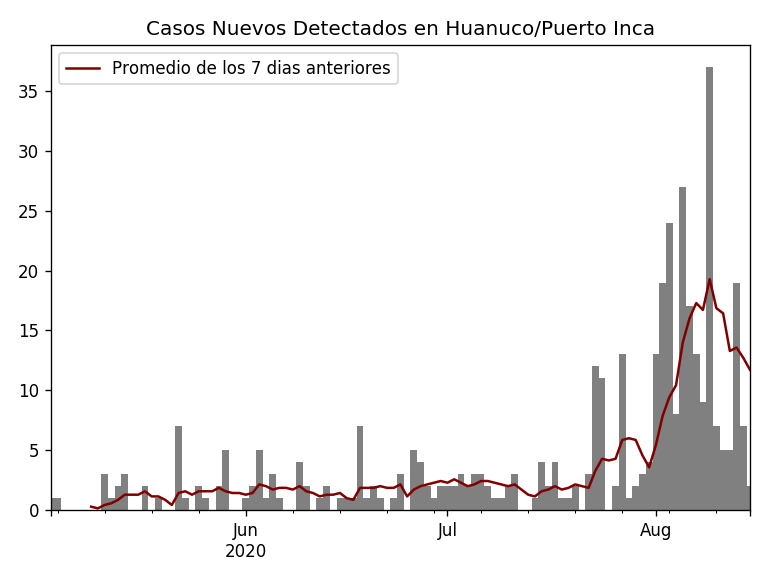 Casos Nuevos Detectados en Huanuco/Puerto Inca
Promedio de los 7 dias anteriores
35
30
25
20
15
10
5
0
Jun
2020
Jul
Aug